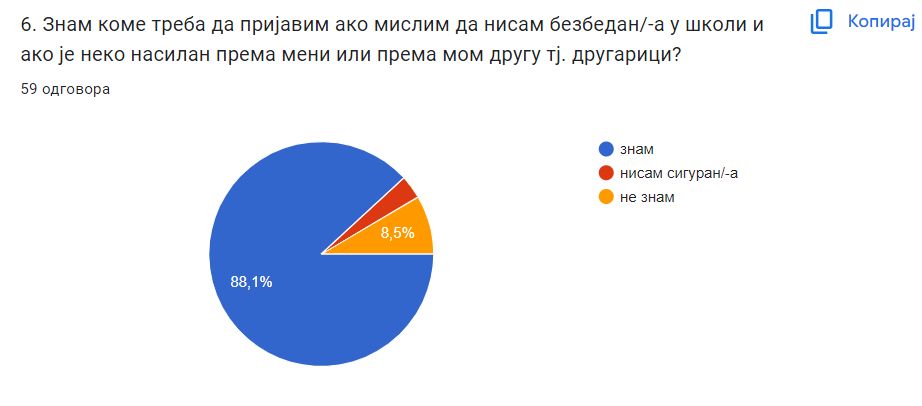 6. Знам коме треба да пријавим ако мислим да нисам безбедан/-а у школи и
ако је неко насилан према мени или према мом другу тј. другарици?
Копирај
59 одговора
знам
нисам сигуран/-а
не знам
8,5%
88,1%